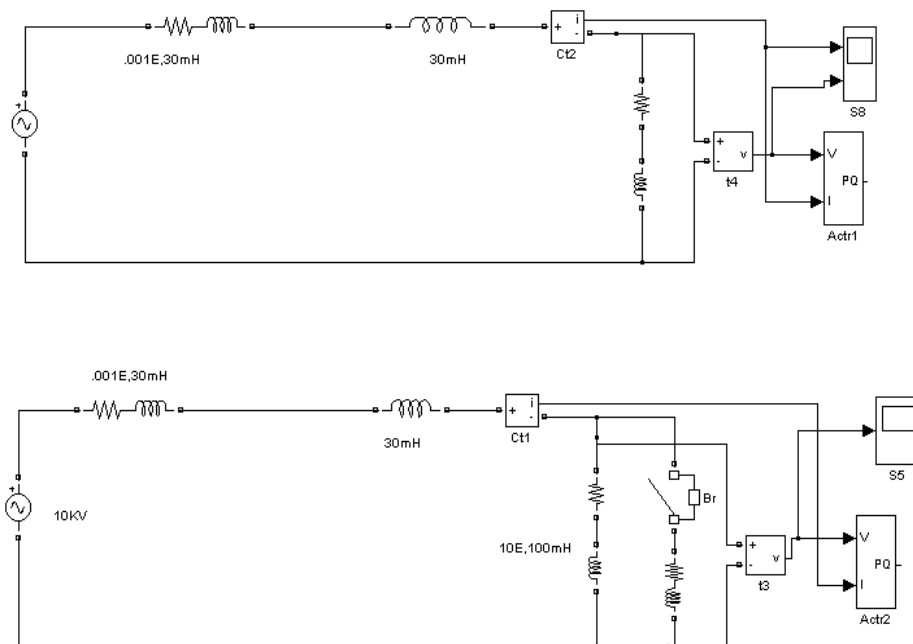 i
+
-
Ct2
.001E,30mH
30mH
S8
+
+
-
v
t4
V
PQ
I
Actr1
.001E,30mH
30mH
+
i
-
Ct1
S5
+
10KV
Br
10E,100mH
+
-
v
t3
V
PQ
I
Actr2